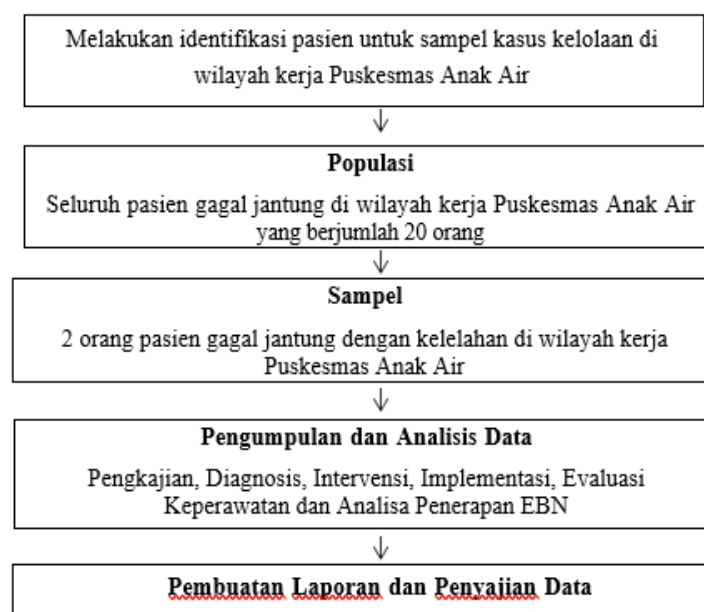 Melakukan identifikasi pasien untuk sampel kasus kelolaan di
wilayah kerja Puskesmas Anak Air
Populasi
Seluruh pasien gagal jantung di wilayah kerja Puskesmas Anak Air
yang berjumlah 20 orang
Sampel
2 orang pasien gagal jantung dengan kelelahan di wilayah kerja
Puskesmas Anak Air
Pengumpulan dan Analisis Data
Pengkajian, Diagnosis, Intervensi, Implementasi, Evaluasi
Keperawatan dan Analisa Penerapan EBN
Pembuatan Laporan dan Penyajian Data